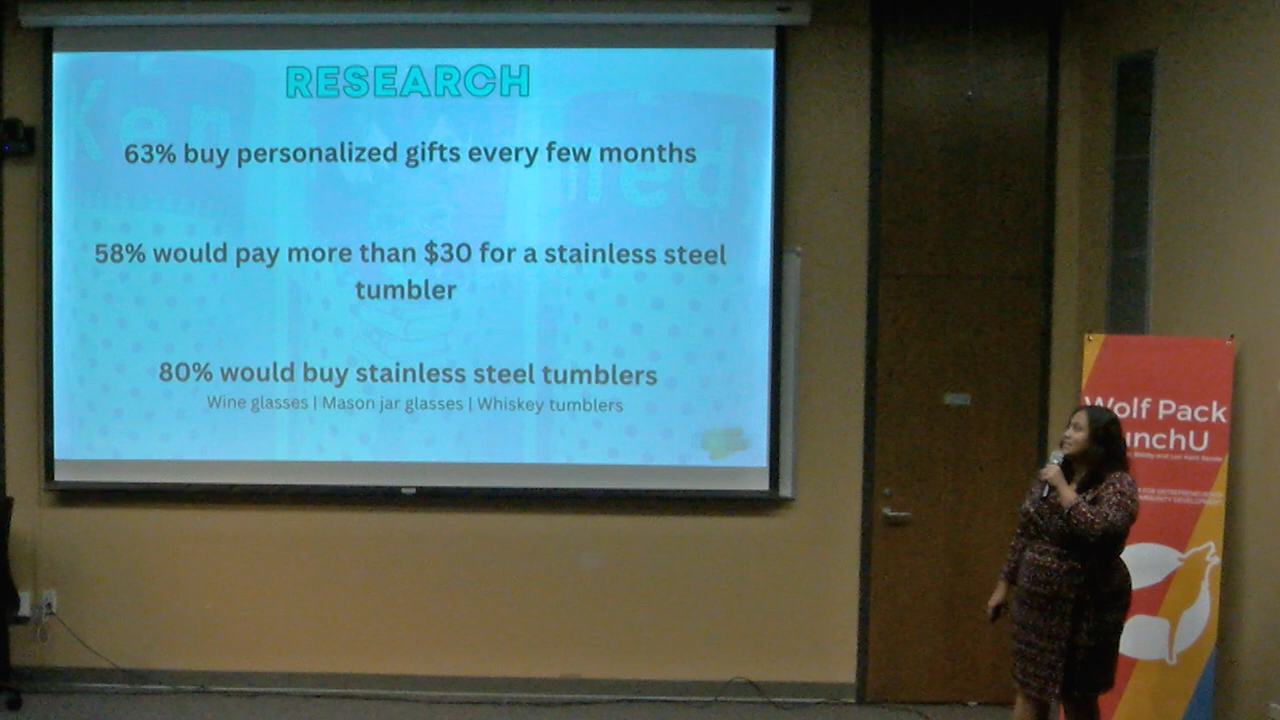 RESEARCH
63% buy personalized gifts every few months
58% would pay more than $30 for a stainless steel
tumbler
80% would buy stainless steel tumblers
Wine glasses | Mason jar glasses | Whiskey tumblers
Wolf Pack
unchU